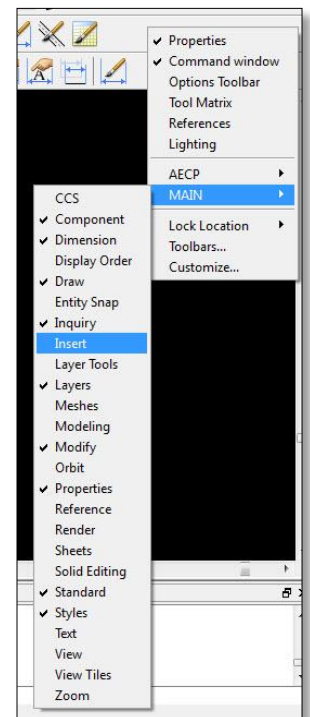 Properties
Command window
Options Toolbar
Tool Matrix
References
Lighting
AECP
MAIN
Lock Location
Toolbars...
Customize...
CCS
Component
Dimension
Display Order
Draw
Entity Snap
Inquiry
Insert
Layer Tools
Layers
Meshes
Modeling
Modify
Orbit
Properties
Reference
Render
Sheets
Solid Editing
Standard
Styles
Text
View
View Tiles
Zoom